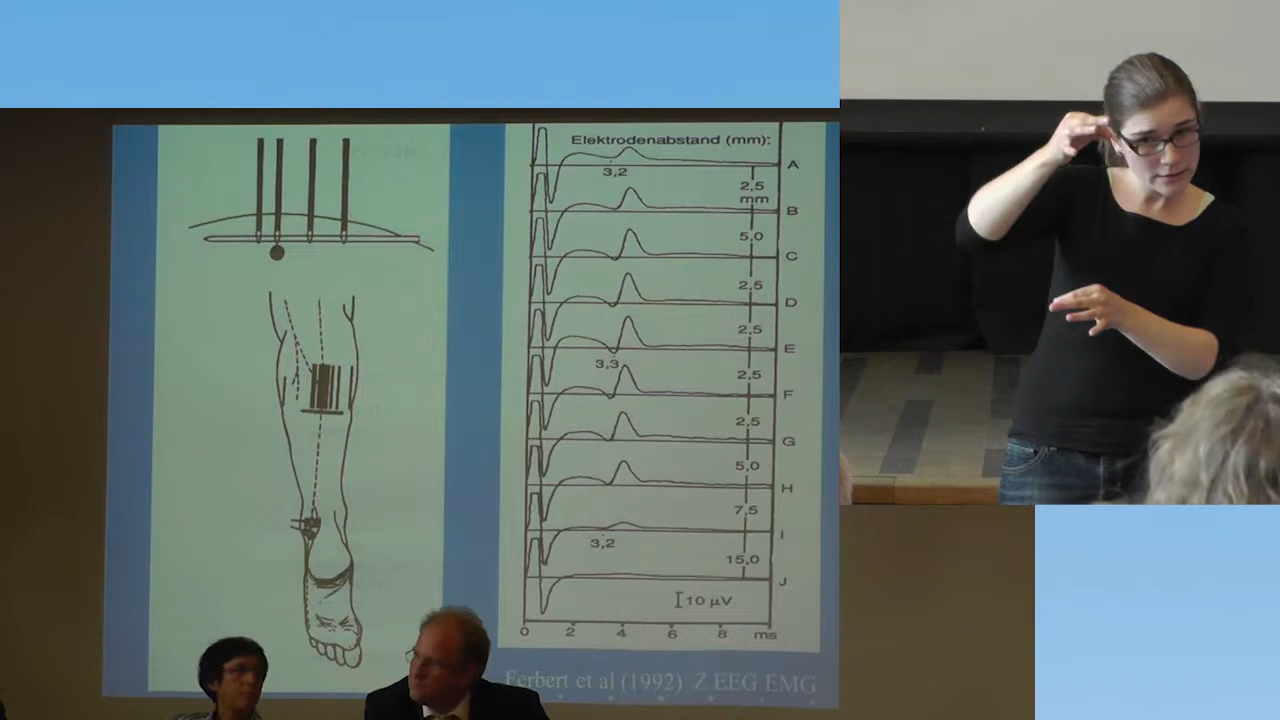 Elektrodenabstand (mm):
A
3,2
2,5
mm
B
5,0
C
2,5
D
2,5
E
3,3
2,5
F
2,5
G
5,0
H
7,5
I
3,2
15,0
J
10 µV
0 2 4 6 8 ms
Ferbert et al (1992) Z EEG EMG